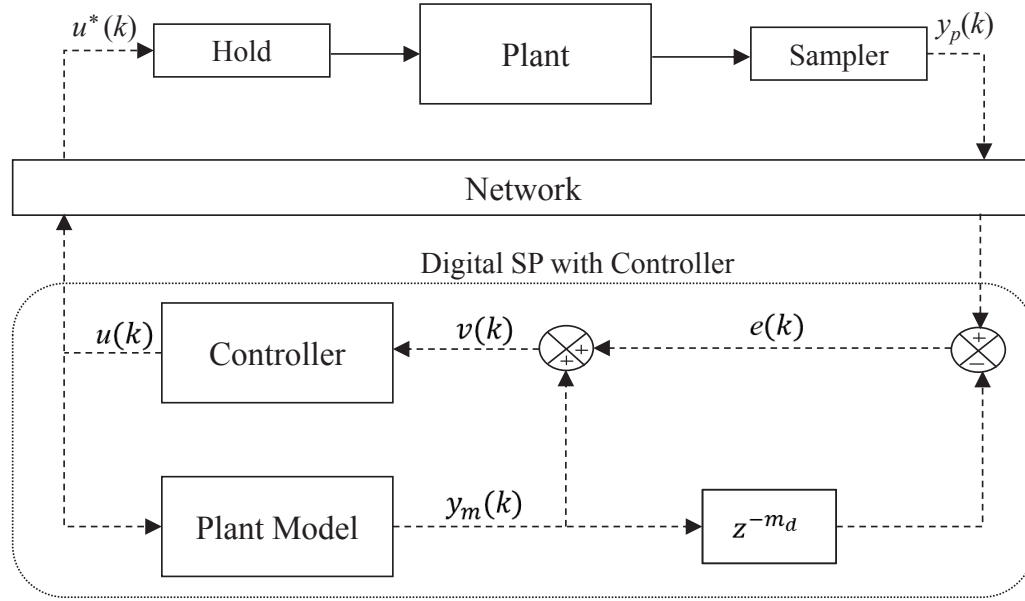 u*(k)
Hold
Plant
Sampler
y_p(k)
Network
Digital SP with Controller
u(k)
Controller
v(k)
+
+
e(k)
+
−
Plant Model
y_m(k)
z^{-m_d}